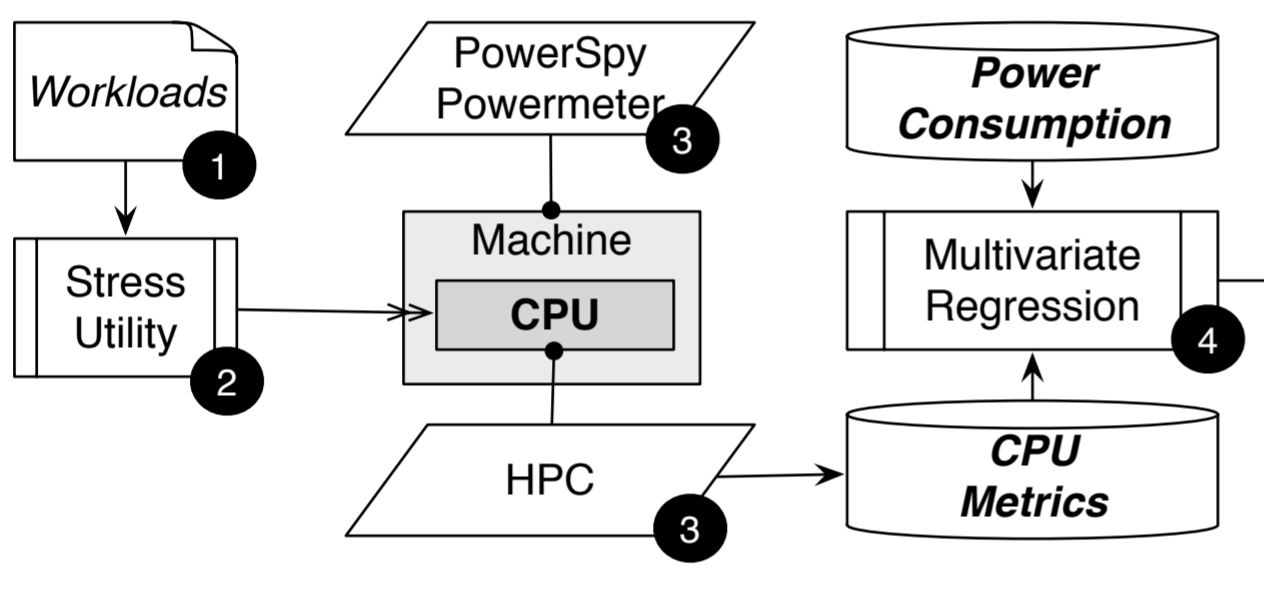 Workloads
1
Stress
Utility
2
PowerSpy
Powermeter
3
Machine
CPU
HPC
3
Power
Consumption
Multivariate
Regression
4
CPU
Metrics